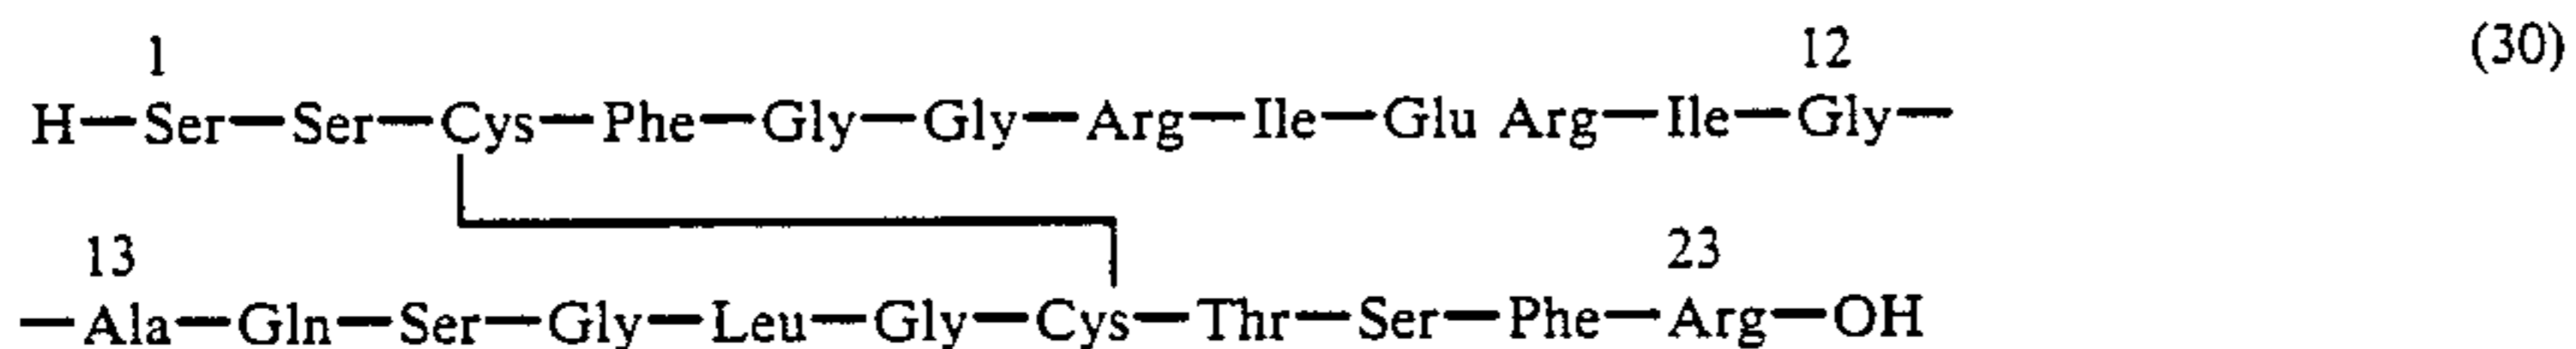 1 12 (30)
H—Ser—Ser—Cys—Phe—Gly—Gly—Arg—Ile—Glu Arg—Ile—Gly—
13 23
—Ala—Gln—Ser—Gly—Leu—Gly—Cys—Thr—Ser—Phe—Arg—OH